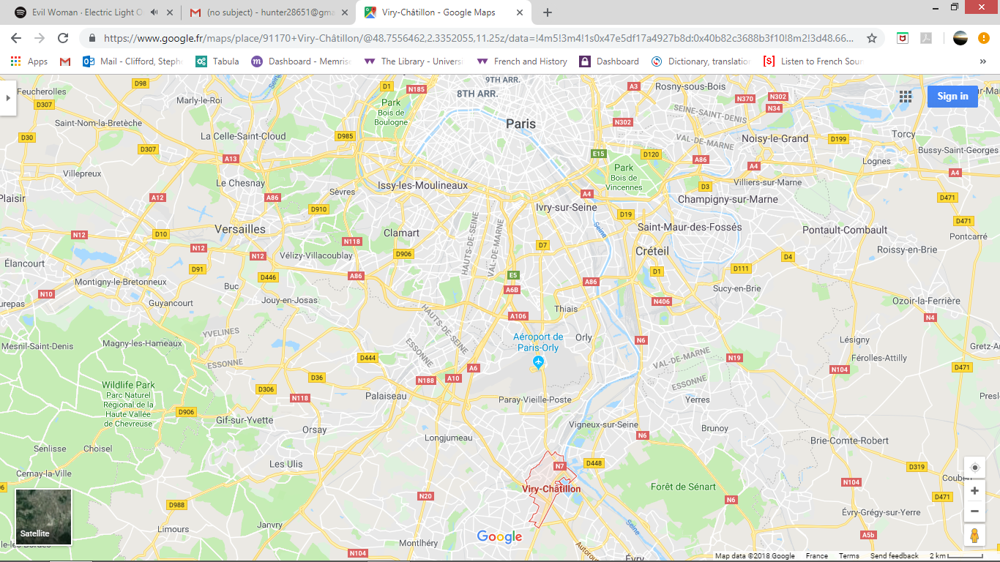 Evil Woman · Electric Light O
(no subject) - hunter28651@gma
Viry-Châtillon - Google Maps
https://www.google.fr/maps/place/91170+Viry-Châtillon/@48.7556462,2.3352055,11.25z/data=!4m5!3m4!1s0x47e5df17a4927b8d:0x40b82c3688b3f10!8m2!3d48.66...
Apps
Mail - Clifford, Steph
Tabula
Dashboard - Memrise
The Library - Universi
French and History
Dashboard
Dictionary, translation
Listen to French Soun
»
Sign in
9TH ARR.
8TH ARR.
Paris
Feucherolles
D98
D307
Marly-le-Roi
Seine
N185
D1
Park
Bois de
Boulogne
A3
Rosny-sous-Bois
N370
N302
N34
SEINE-SAINT-DENIS
N302
Saint-Nom-la-Bretèche
D30
D307
La Celle-Saint-Cloud
D985
A13
VAL-DE-MARNE
Noisy-le-Grand
D199
Torcy
Bussy-Saint-Georges
E15
D120
A86
A4
Lognes
A4
Villepreux
Le Chesnay
Park
Bois de
Vincennes
Issy-les-Moulineaux
Sèvres
Villiers-sur-Marne
D3
A4
Plaisir
A12
A86
D910
Champigny-sur-Marne
D471
Ivry-sur-Seine
D19
Saint-Maur-des-Fossés
D471
Versailles
N12
D10
Clamart
HAUTS-DE-SEINE
VAL-DE-MARNE
Seine
Pontault-Combault
Pontcarré
N118
D7
N12
N12
Vélizy-Villacoublay
D906
Créteil
D4
Roissy-en-Brie
Élancourt
D91
D446
A86
E5
A6B
A86
D1
D111
Montigny-le-Bretonneux
Buc
Sucy-en-Brie
N10
Guyancourt
Jouy-en-Josas
N406
Ozoir-la-Ferrière
Thiais
A106
N4
HAUTS-DE-SEINE
YVELINES
ESSONNE
Aéroport de
Paris-Orly
Orly
N6
Lésigny
Mesnil-Saint-Denis
Magny-les-Hameaux
ESSONNE
D444
VAL-DE-MARNE
ESSONNE
N19
Férolles-Attilly
Gretz-Ar
N104
D471
A6
N188
A10
D36
Wildlife Park
Parc Naturel
Régional de la
Haute Vallée
de Chevreuse
D306
N118
Palaiseau
Paray-Vieille-Poste
Yerres
Presles
D906
Gif-sur-Yvette
Orsay
Longjumeau
Vigneux-sur-Seine
N6
Brunoy
Brie-Comte-Robert
Senlisse
Choisel
Les Ulis
N7
D448
D319
Cernay-la-Ville
Viry-Châtillon
Forêt de Sénart
N104
Coubert
N20
N6
D471
D988
Évry-Grégy-sur-Yerre
Satellite
Limours
Janvry
Seine
Montlhéry
N104
A5b
Évry
Google
Map data ©2018 Google
France
Terms
Send feedback
2 km